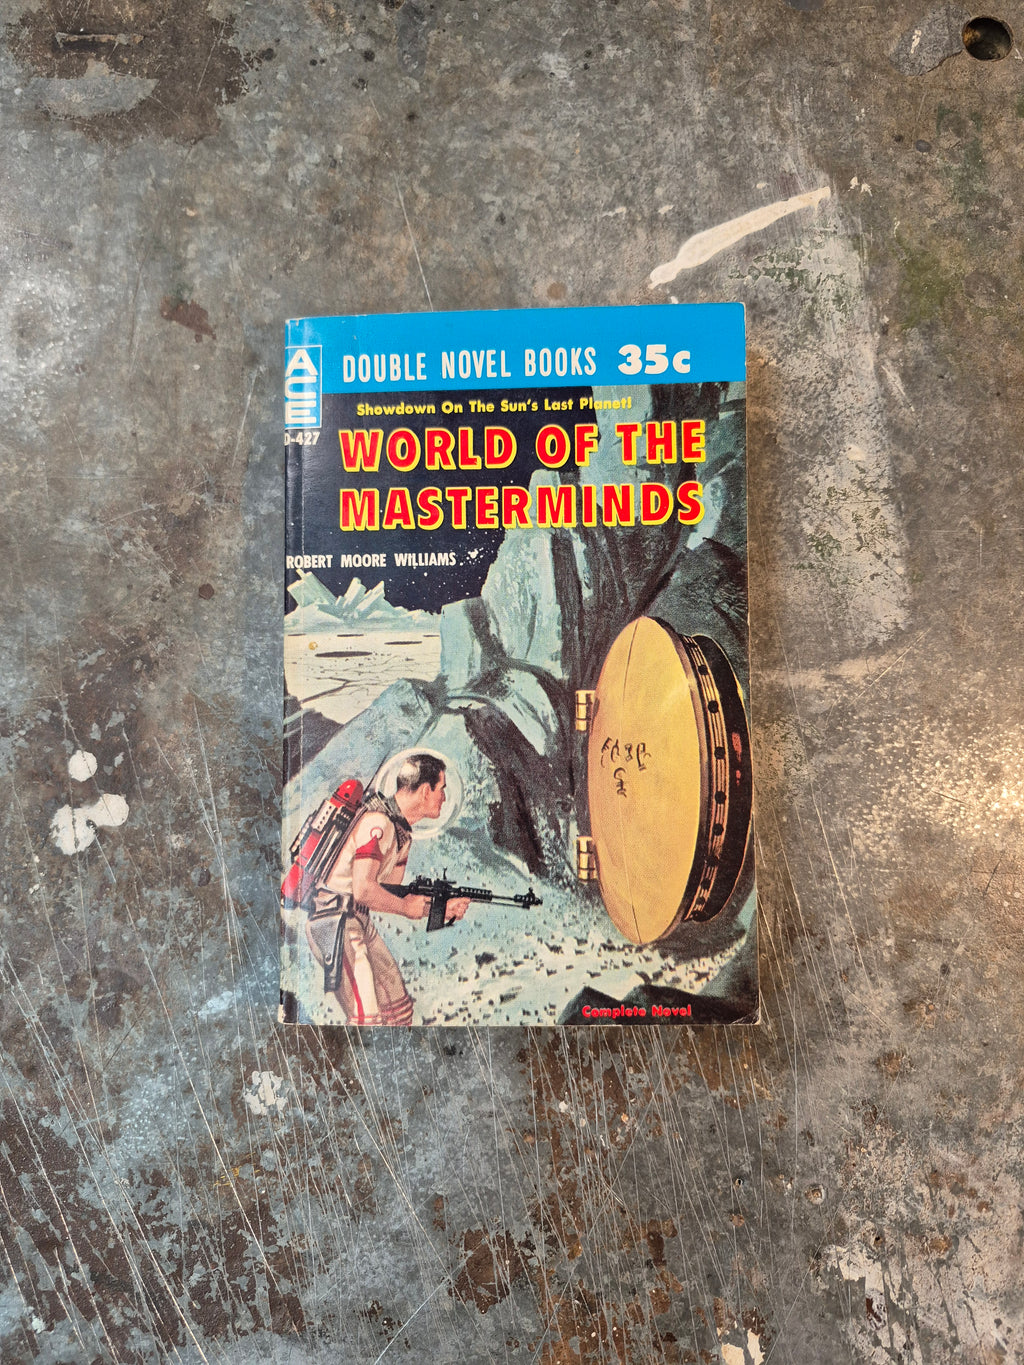 ACE
DOUBLE NOVEL BOOKS 35c
D-427
Showdown On The Sun's Last Planet!
WORLD OF THE
MASTERMINDS
ROBERT MOORE WILLIAMS
Complete Novel